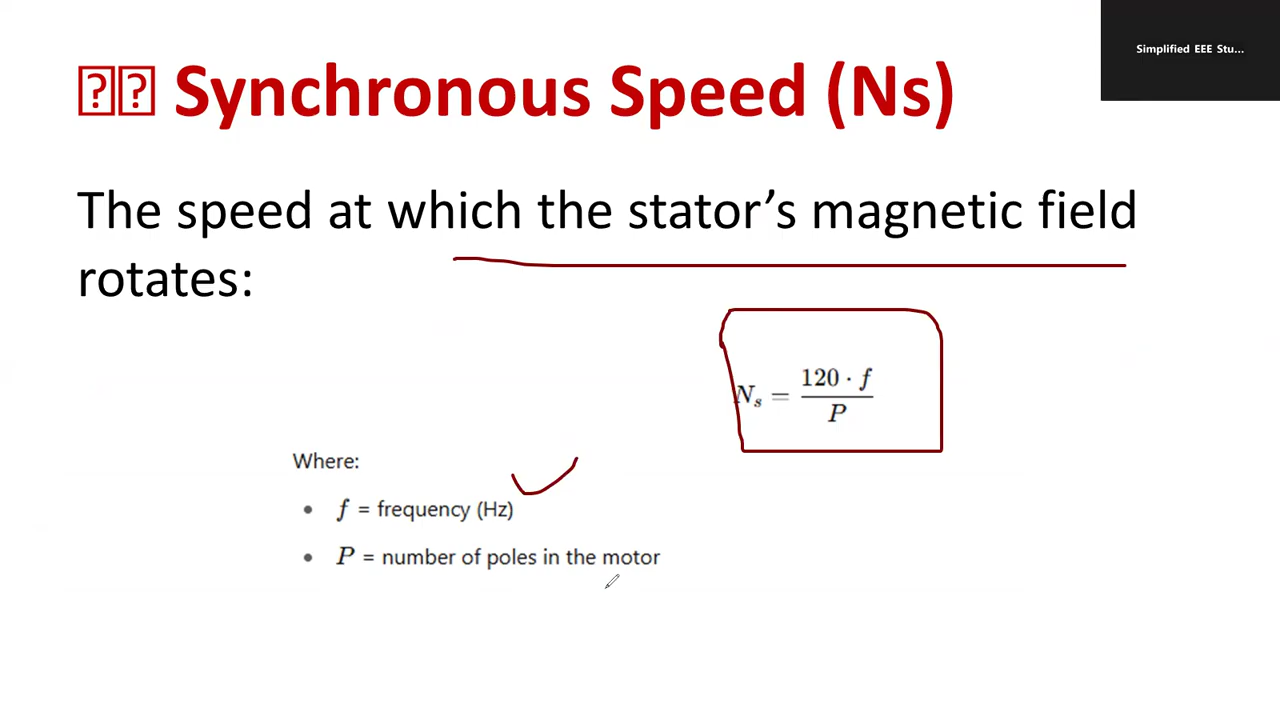 Simplified EEE Stu...
Synchronous Speed (Ns)
The speed at which the stator’s magnetic field
rotates:
Ns = 120 · f / P
Where:
• f = frequency (Hz)
• P = number of poles in the motor